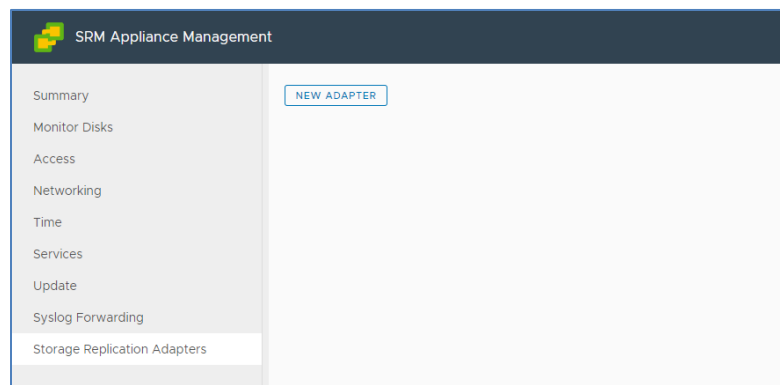 SRM Appliance Management
Summary
NEW ADAPTER
Monitor Disks
Access
Networking
Time
Services
Update
Syslog Forwarding
Storage Replication Adapters